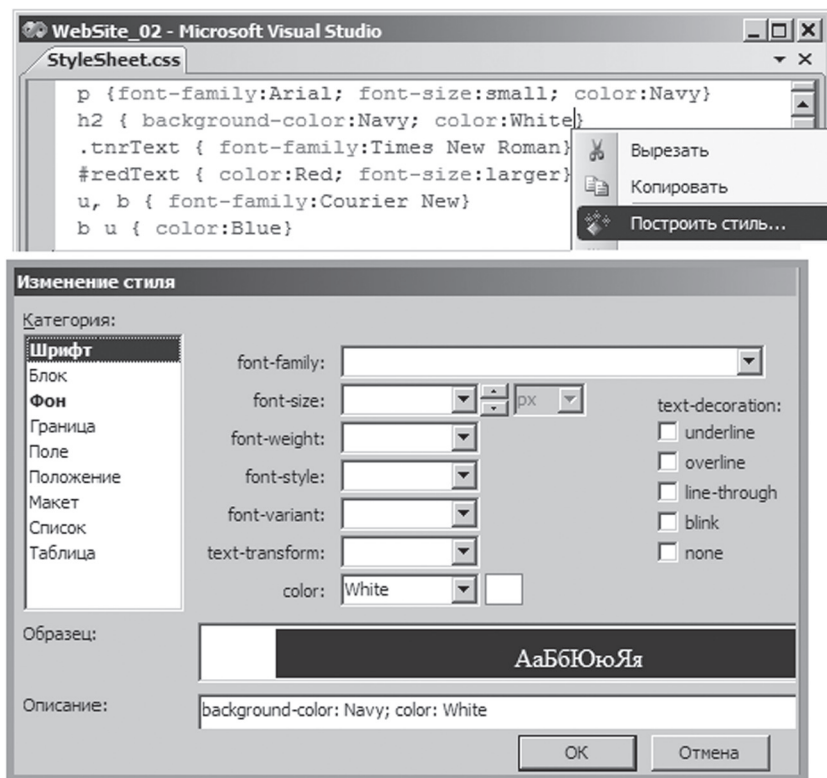 WebSite_02 - Microsoft Visual Studio
StyleSheet.css
p {font-family:Arial; font-size:small; color:Navy}
h2 { background-color:Navy; color:White}
.tnrText { font-family:Times New Roman}
#redText { color:Red; font-size:larger}
u, b { font-family:Courier New}
b u { color:Blue}
Вырезать
Копировать
Построить стиль...
Изменение стиля
Категория:
Шрифт
Блок
Фон
Граница
Поле
Положение
Макет
Список
Таблица
font-family:
font-size:
px
font-weight:
font-style:
font-variant:
text-transform:
color:
White
text-decoration:
underline
overline
line-through
blink
none
Образец:
АаБбЮюЯя
Описание:
background-color: Navy; color: White
OK
Отмена